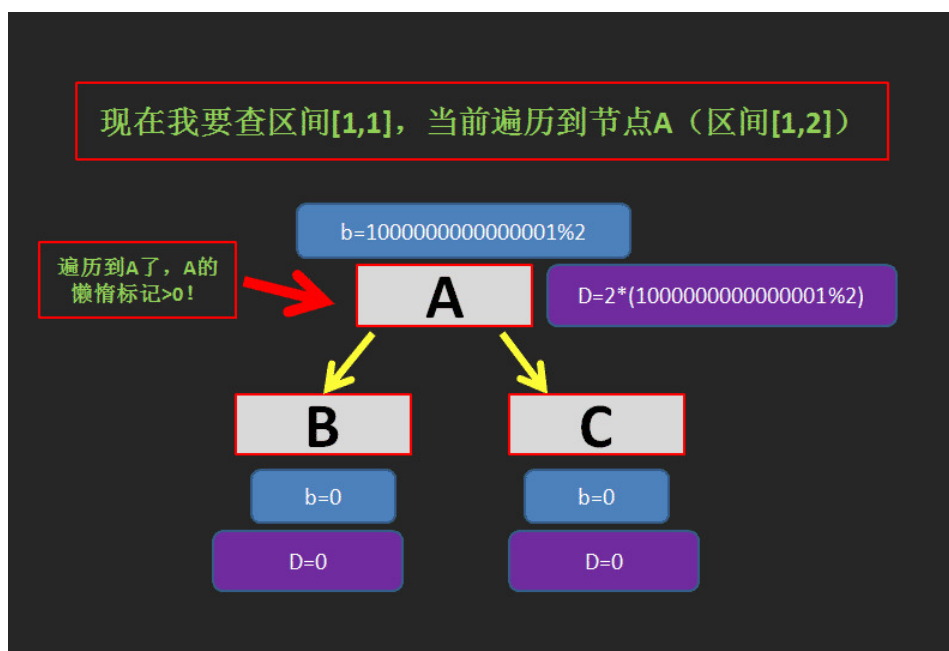 现在我要查区间[1,1]，当前遍历到节点A（区间[1,2]）
b=1000000000000001%2
遍历到A了，A的
懒惰标记>0！
A
D=2*(1000000000000001%2)
B
C
b=0
b=0
D=0
D=0